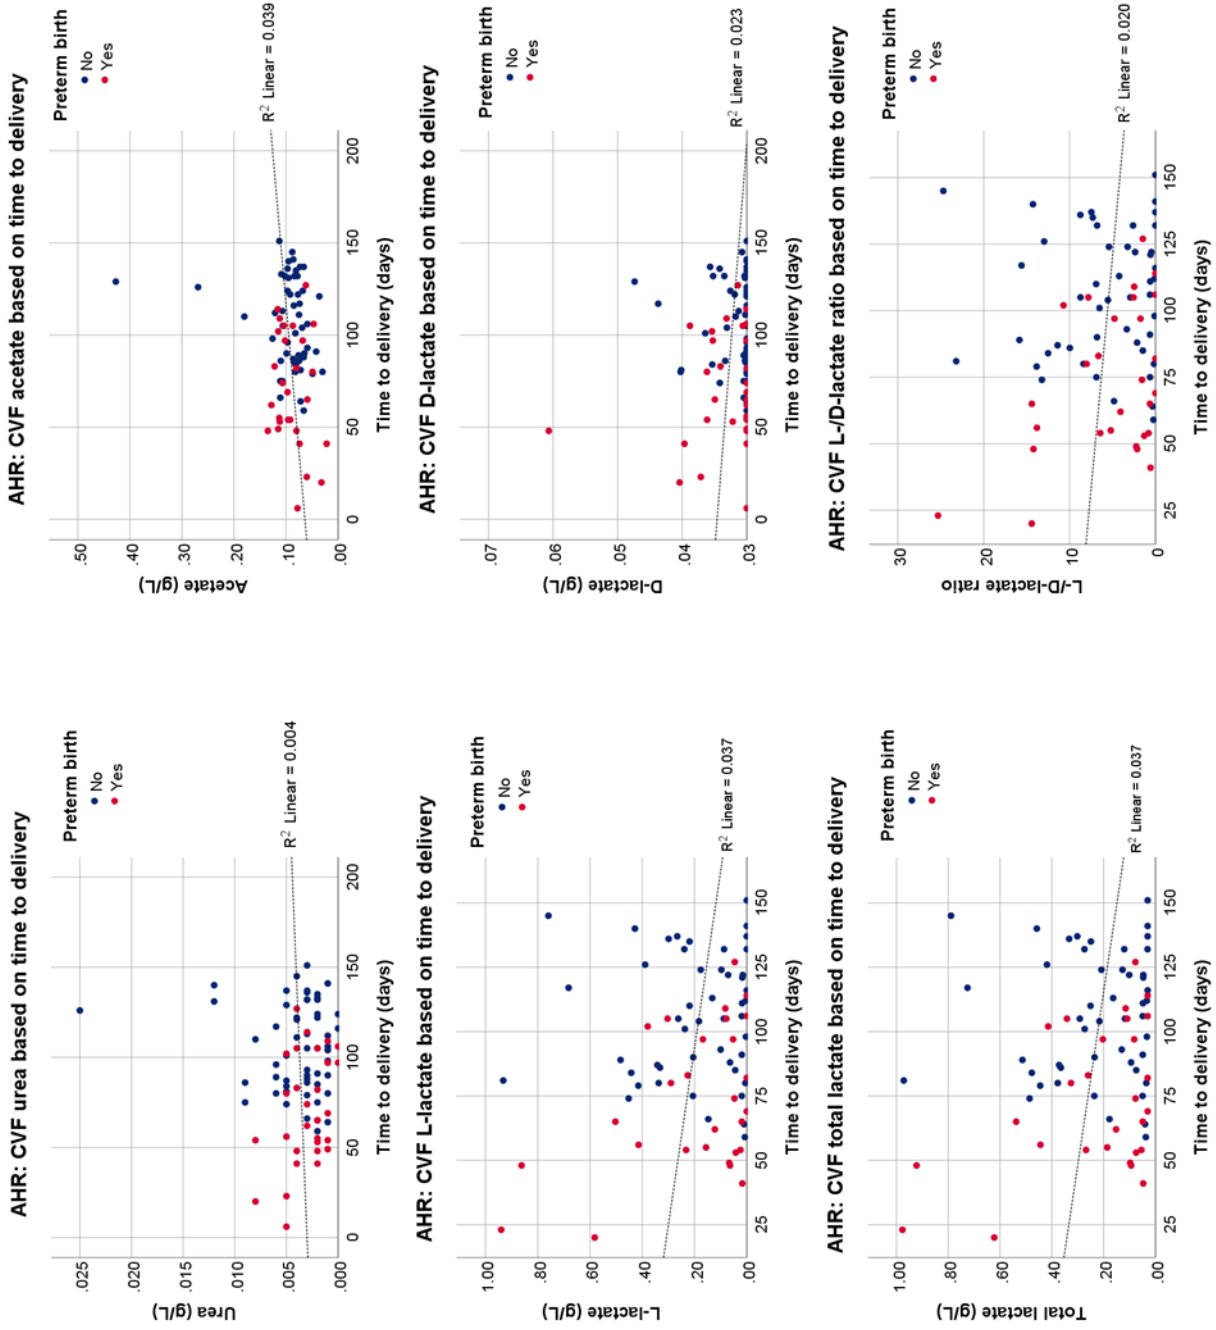 AHR: CVF urea based on time to delivery
Preterm birth
No
Yes
Urea (g/L)
.025
.020
.015
.010
.005
.000
0
50
100
150
200
R² Linear = 0.004
Time to delivery (days)
AHR: CVF acetate based on time to delivery
Preterm birth
No
Yes
Acetate (g/L)
.50
.40
.30
.20
.10
.00
0
50
100
150
200
R² Linear = 0.039
Time to delivery (days)
AHR: CVF L-lactate based on time to delivery
Preterm birth
No
Yes
L-lactate (g/L)
1.00
.80
.60
.40
.20
.00
25
50
75
100
125
150
R² Linear = 0.037
Time to delivery (days)
AHR: CVF D-lactate based on time to delivery
Preterm birth
No
Yes
D-lactate (g/L)
.07
.06
.05
.04
.03
0
50
100
150
200
R² Linear = 0.023
Time to delivery (days)
AHR: CVF total lactate based on time to delivery
Preterm birth
No
Yes
Total lactate (g/L)
1.00
.80
.60
.40
.20
.00
25
50
75
100
125
150
R² Linear = 0.037
Time to delivery (days)
AHR: CVF L-/D-lactate ratio based on time to delivery
Preterm birth
No
Yes
L-/D-lactate ratio
30
20
10
0
25
50
75
100
125
150
R² Linear = 0.020
Time to delivery (days)